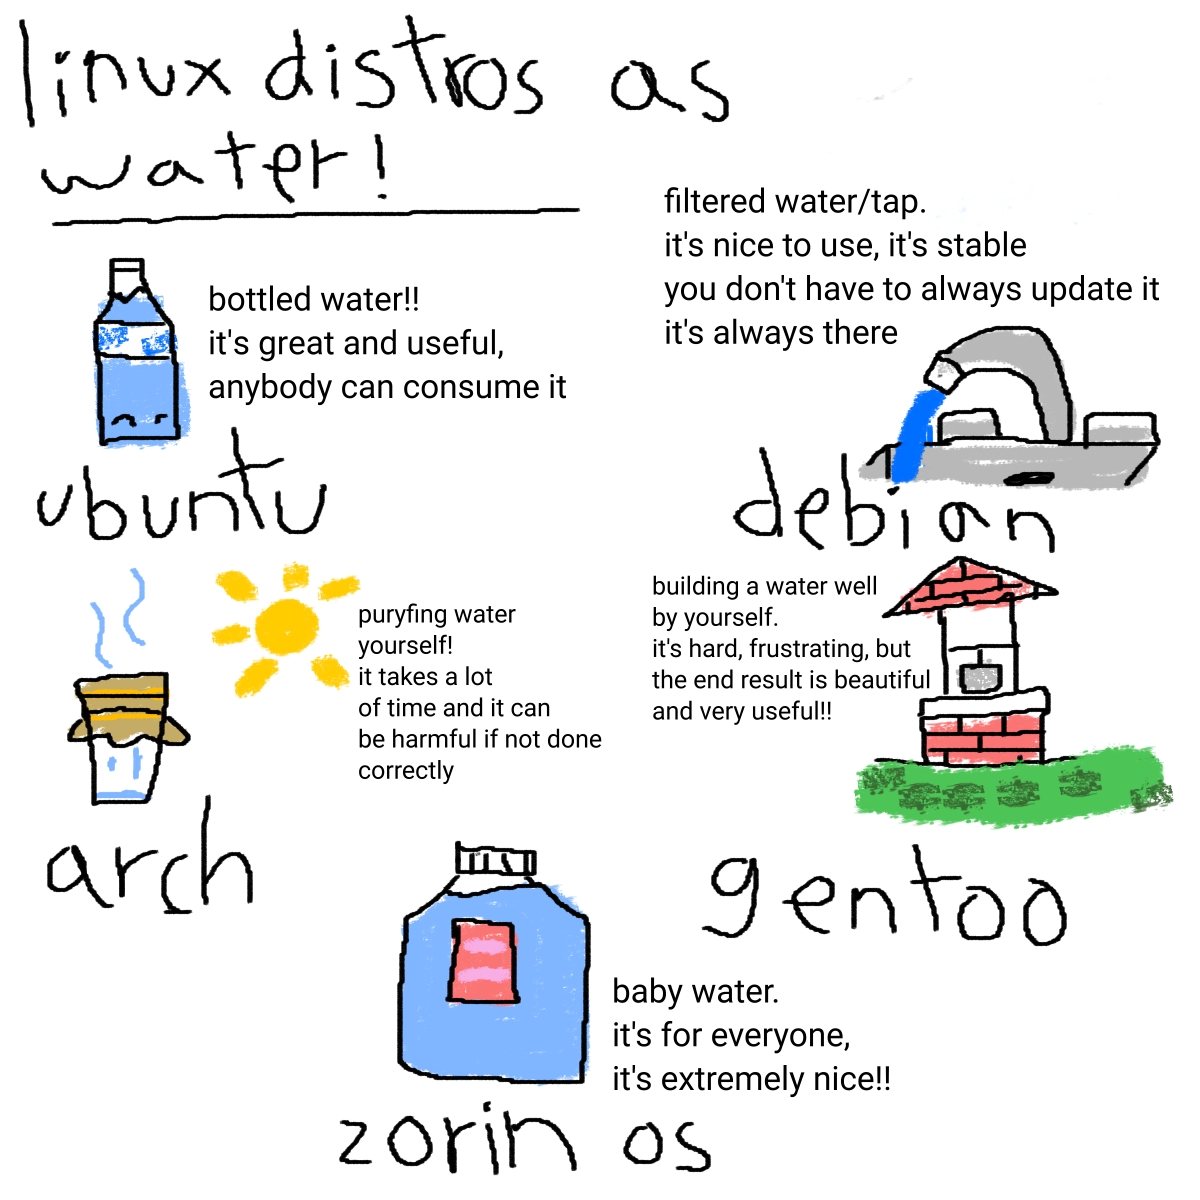 linux distros as
water!
bottled water!!
it's great and useful,
anybody can consume it
ubuntu
filtered water/tap.
it's nice to use, it's stable
you don't have to always update it
it's always there
debian
puryfing water
yourself!
it takes a lot
of time and it can
be harmful if not done
correctly
arch
building a water well
by yourself.
it's hard, frustrating, but
the end result is beautiful
and very useful!!
gentoo
baby water.
it's for everyone,
it's extremely nice!!
zorin os